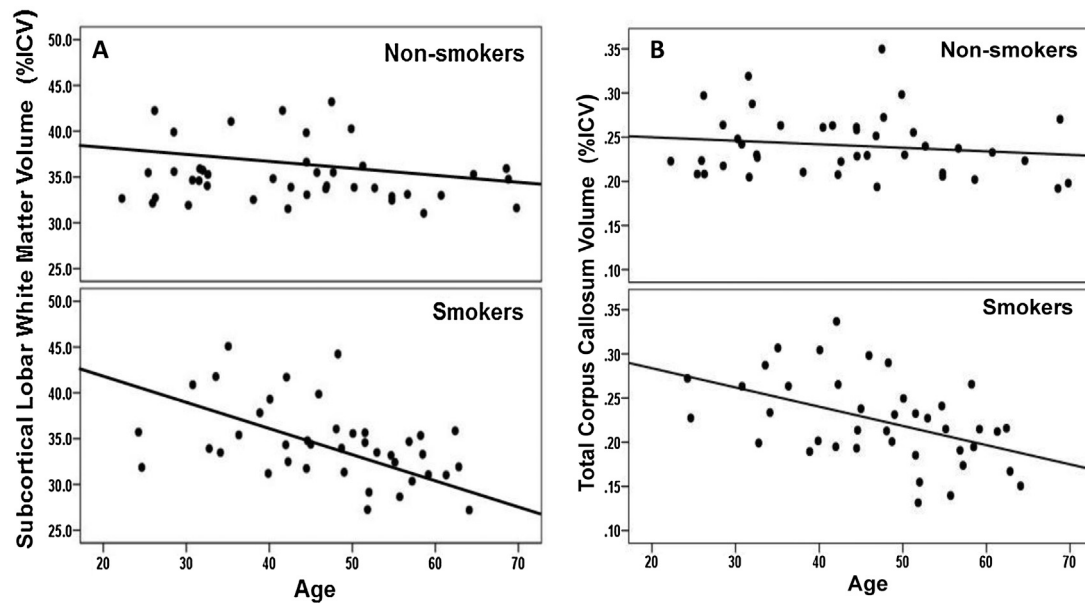 A
Non-smokers
Subcortical Lobar White Matter Volume (%ICV)
50.0
45.0
40.0
35.0
30.0
25.0
Smokers
50.0
45.0
40.0
35.0
30.0
25.0
20 30 40 50 60 70
Age
B
Non-smokers
Total Corpus Callosum Volume (%ICV)
.35
.30
.25
.20
.15
.10
Smokers
.35
.30
.25
.20
.15
.10
20 30 40 50 60 70
Age